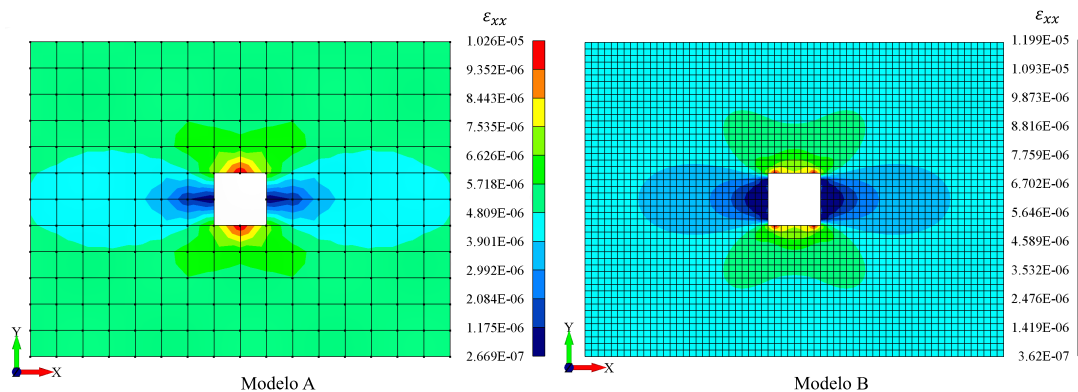 εxx
1.026E-05
9.352E-06
8.443E-06
7.535E-06
6.626E-06
5.718E-06
4.809E-06
3.901E-06
2.992E-06
2.084E-06
1.175E-06
2.669E-07
Y
Z
X
Modelo A
εxx
1.199E-05
1.093E-05
9.873E-06
8.816E-06
7.759E-06
6.702E-06
5.646E-06
4.589E-06
3.532E-06
2.476E-06
1.419E-06
3.62E-07
Y
Z
X
Modelo B